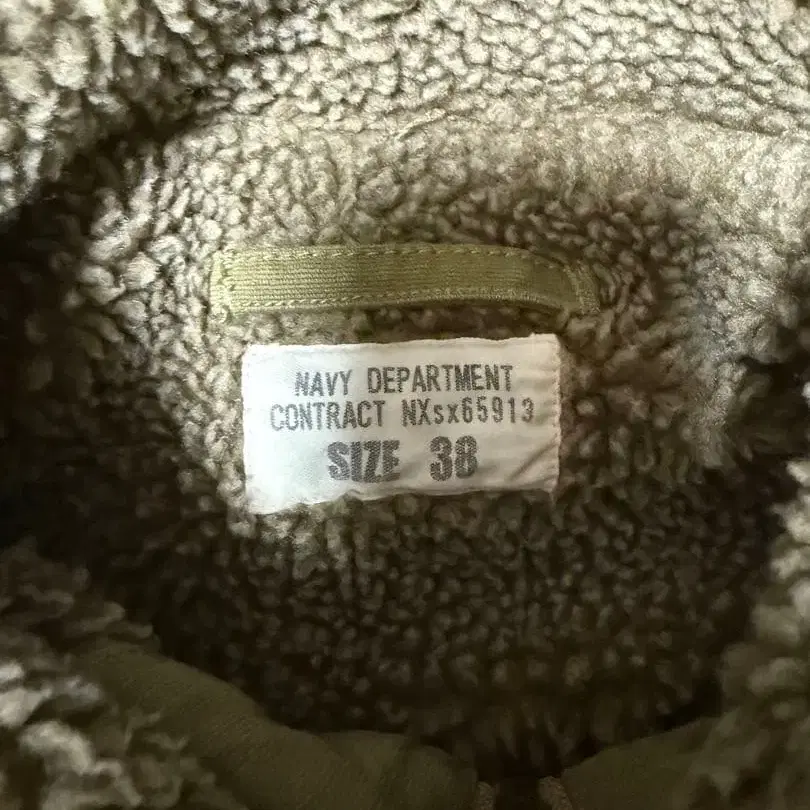 NAVY DEPARTMENT
CONTRACT NXsx65913
SIZE 38